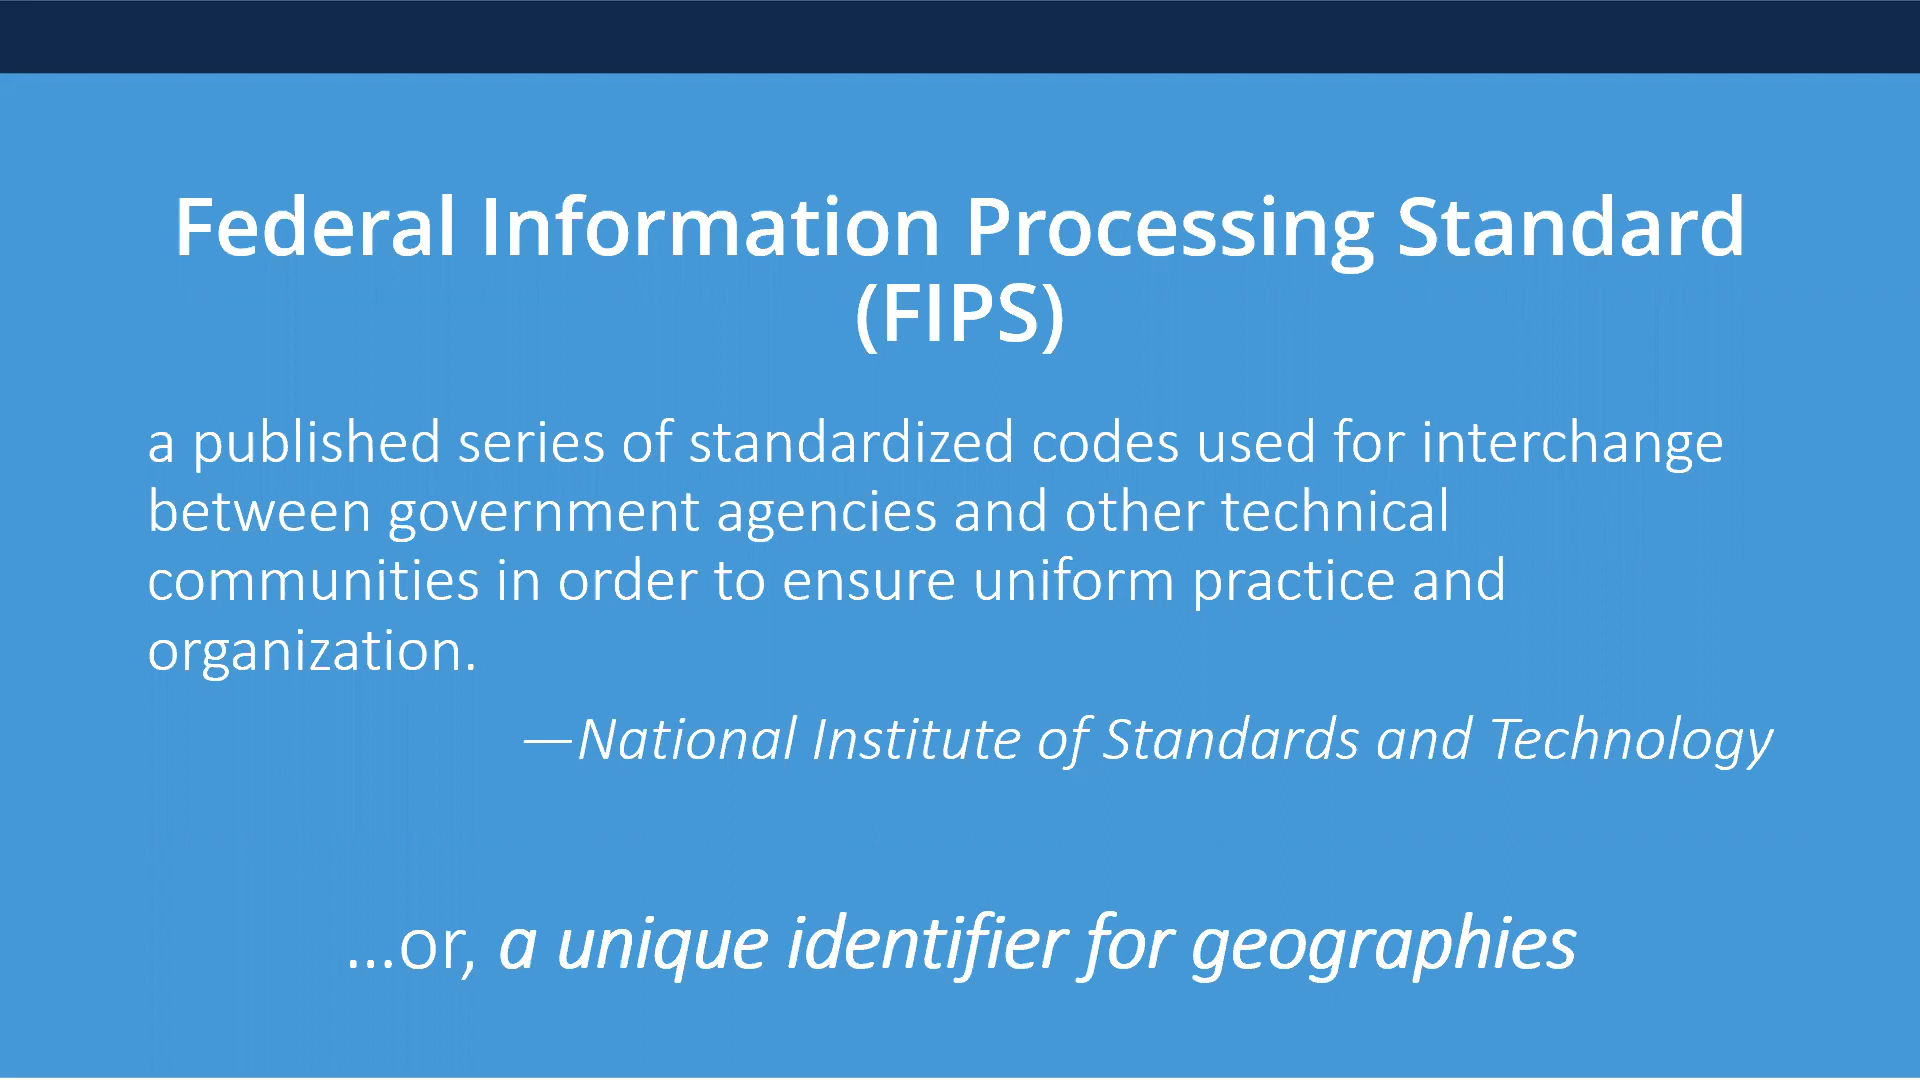 Federal Information Processing Standard
(FIPS)
a published series of standardized codes used for interchange
between government agencies and other technical
communities in order to ensure uniform practice and
organization.
—National Institute of Standards and Technology
...or, a unique identifier for geographies